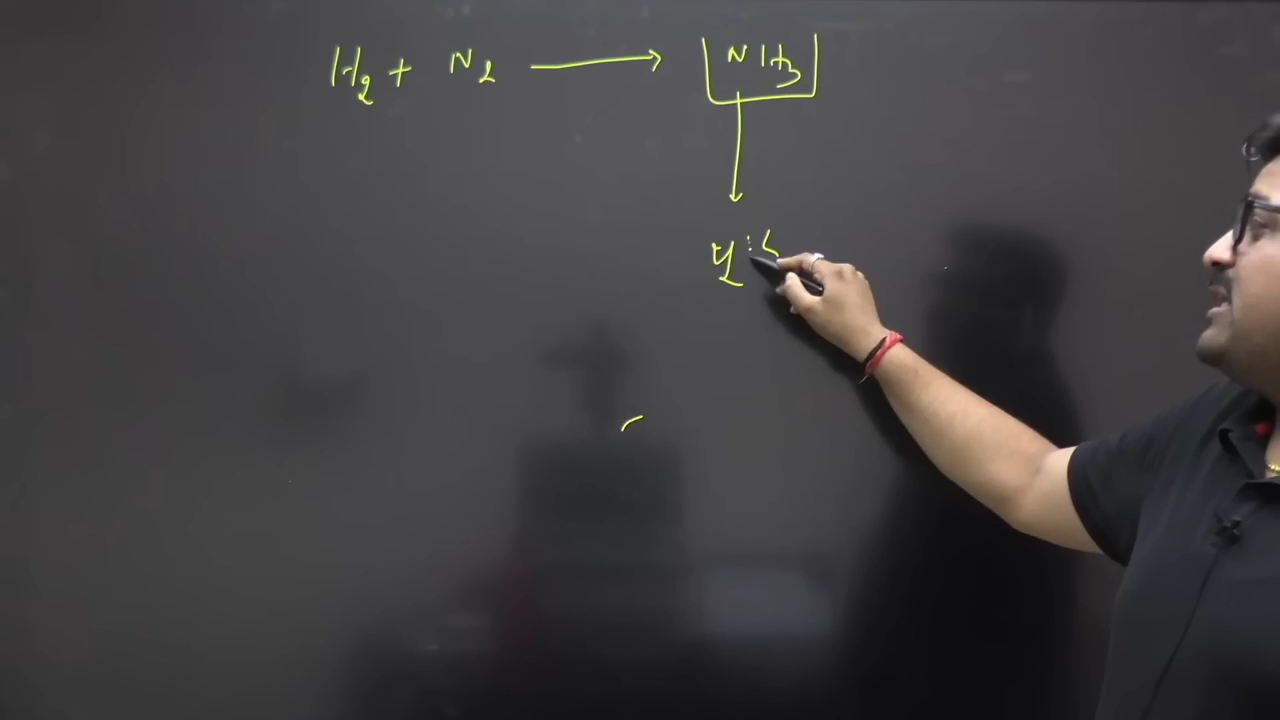 H₂ + N₂ ⟶ NH₃